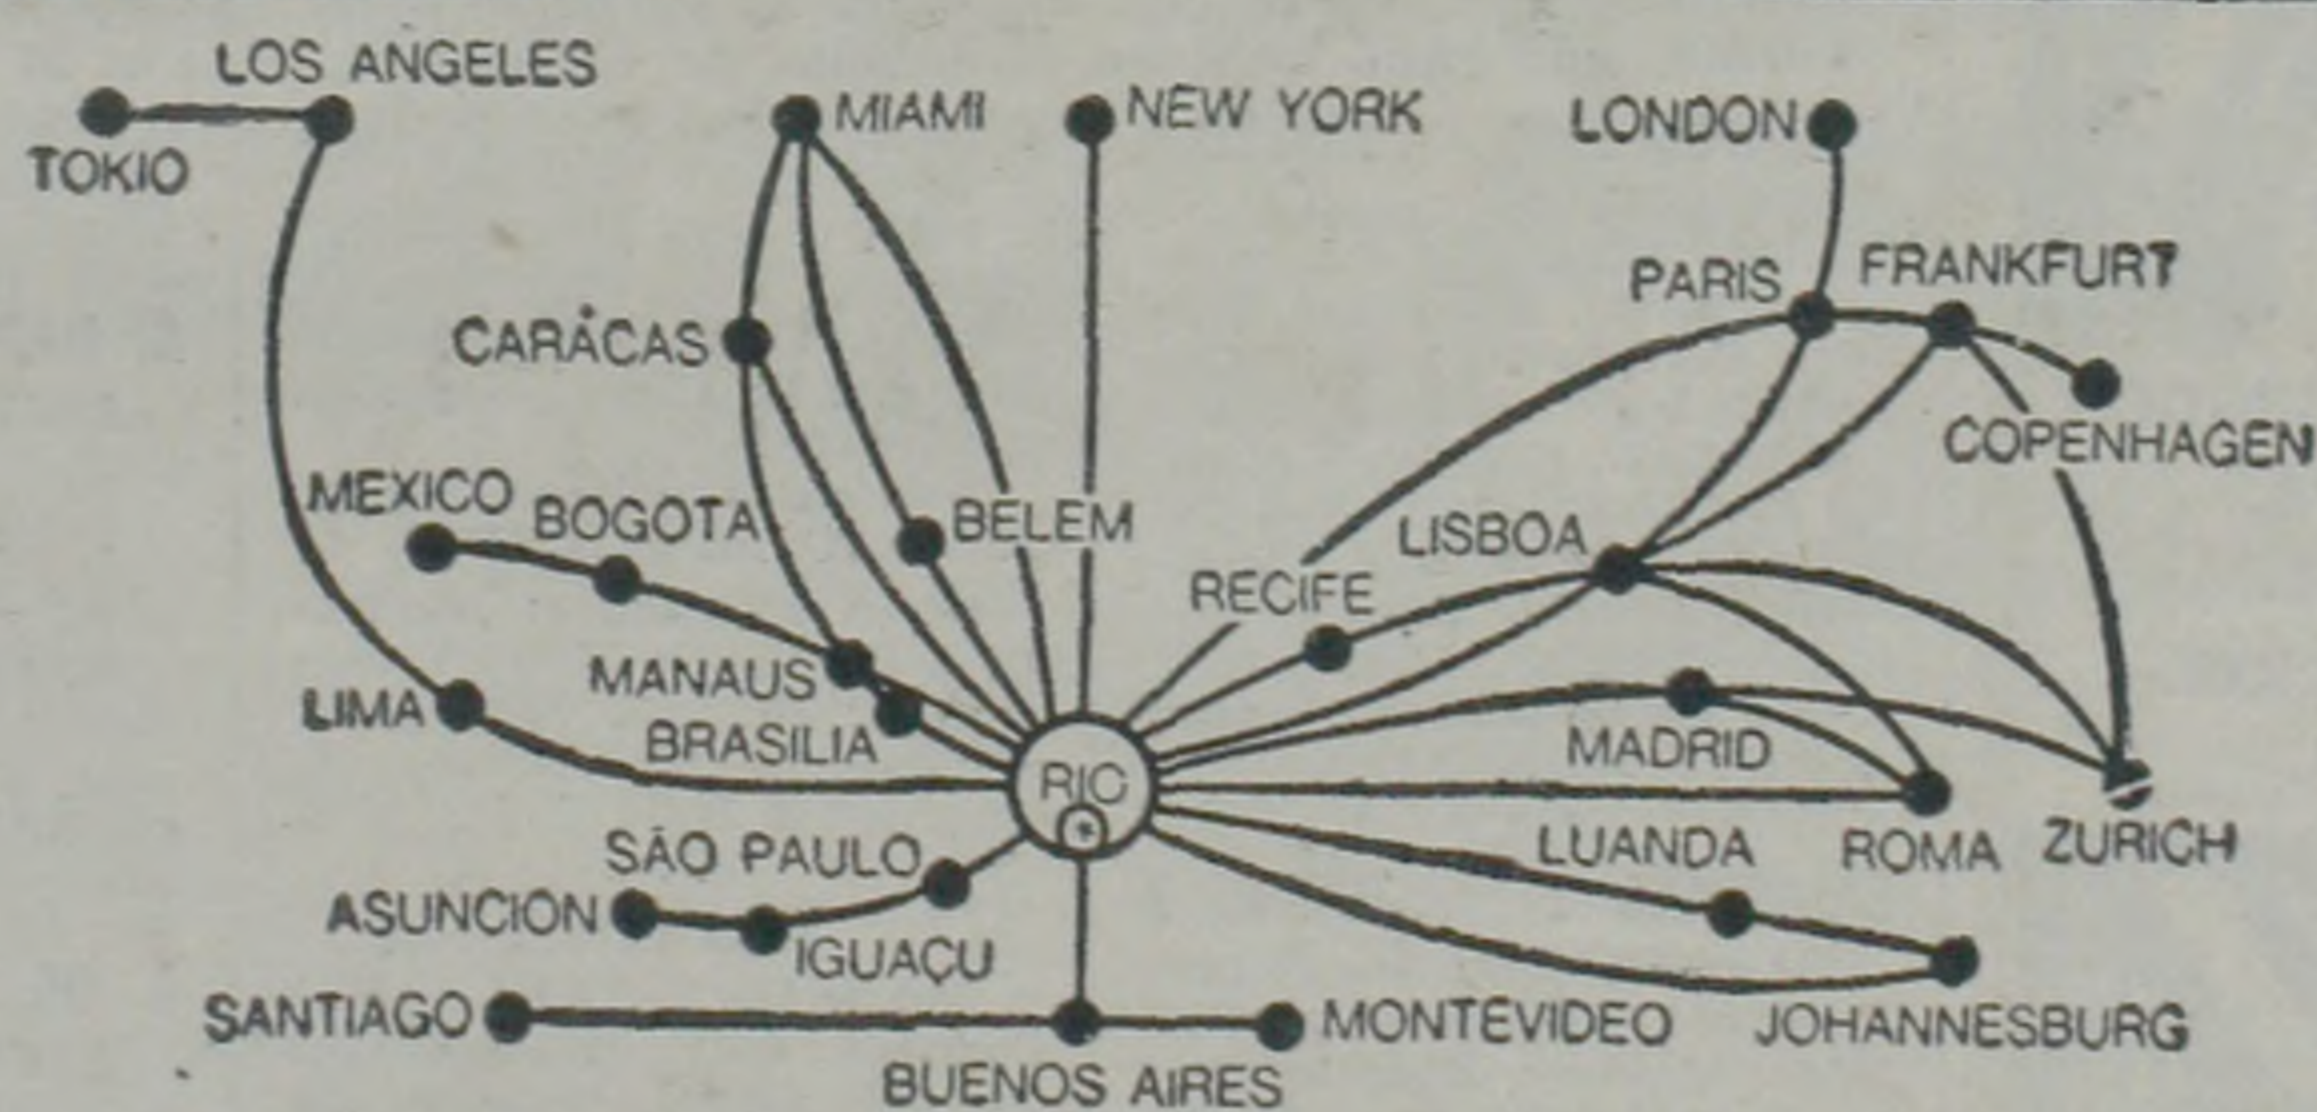 LOS ANGELES
TOKIO
MIAMI
NEW YORK
LONDON
PARIS
FRANKFURT
CARÁCAS
COPENHAGEN
MEXICO
BOGOTA
BELEM
LISBOA
RECIFE
MANAUS
LIMA
BRASILIA
MADRID
RIO
*
SÃO PAULO
LUANDA
ROMA
ZURICH
ASUNCION
IGUAÇU
SANTIAGO
MONTEVIDEO
JOHANNESBURG
BUENOS AIRES